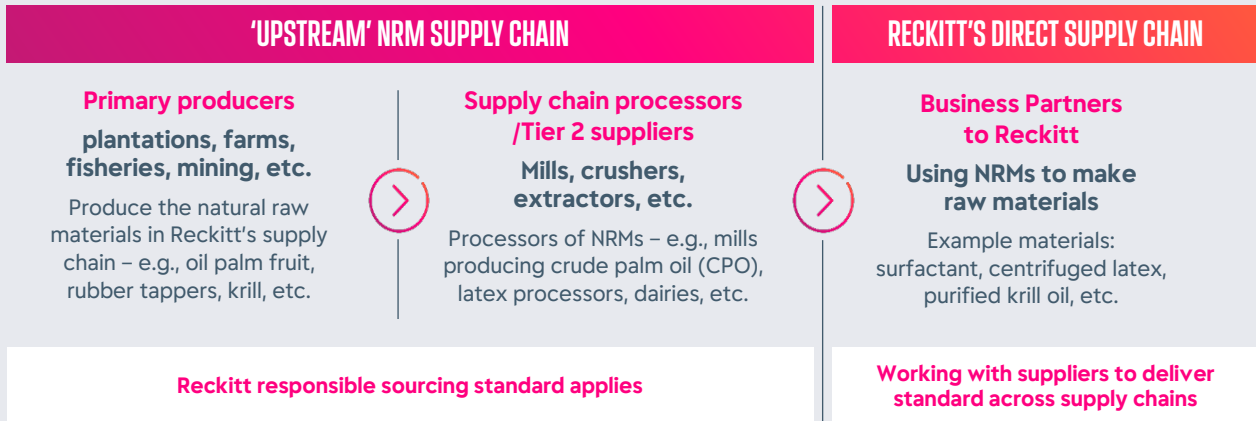 ‘UPSTREAM’ NRM SUPPLY CHAIN
RECKITT’S DIRECT SUPPLY CHAIN
Primary producers
plantations, farms,
fisheries, mining, etc.
Produce the natural raw
materials in Reckitt’s supply
chain – e.g., oil palm fruit,
rubber tappers, krill, etc.
Supply chain processors
/Tier 2 suppliers
Mills, crushers,
extractors, etc.
Processors of NRMs – e.g., mills
producing crude palm oil (CPO),
latex processors, dairies, etc.
Business Partners
to Reckitt
Using NRMs to make
raw materials
Example materials:
surfactant, centrifuged latex,
purified krill oil, etc.
Reckitt responsible sourcing standard applies
Working with suppliers to deliver
standard across supply chains